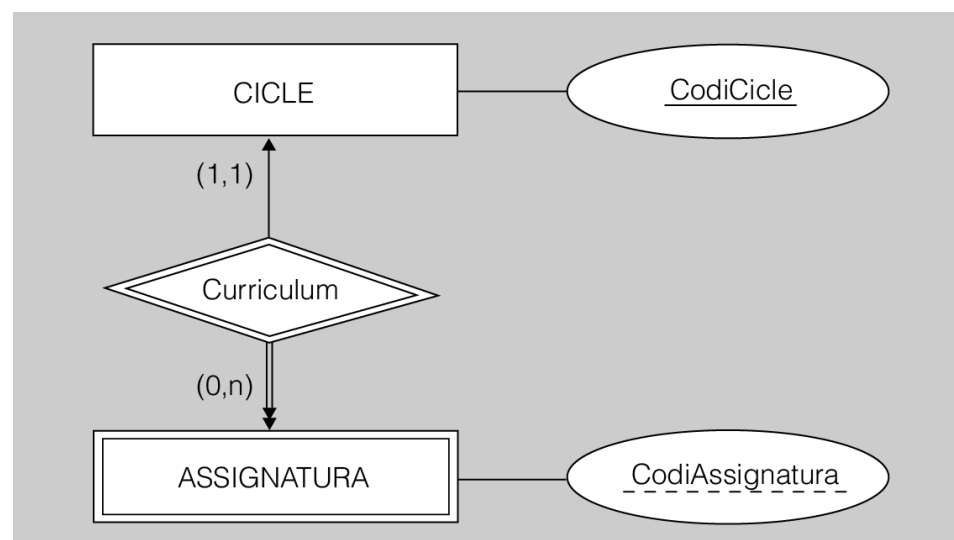 CICLE
CodiCicle
(1,1)
Curriculum
(0,n)
ASSIGNATURA
CodiAssignatura